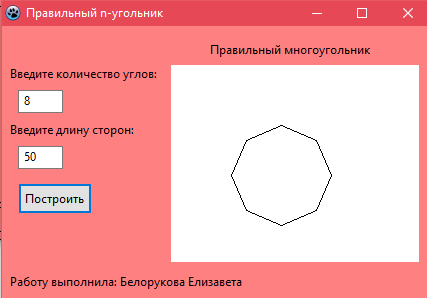 Правильный n-угольник
Правильный многоугольник
Введите количество углов:
8
Введите длину сторон:
50
Построить
Работу выполнила: Белорукова Елизавета